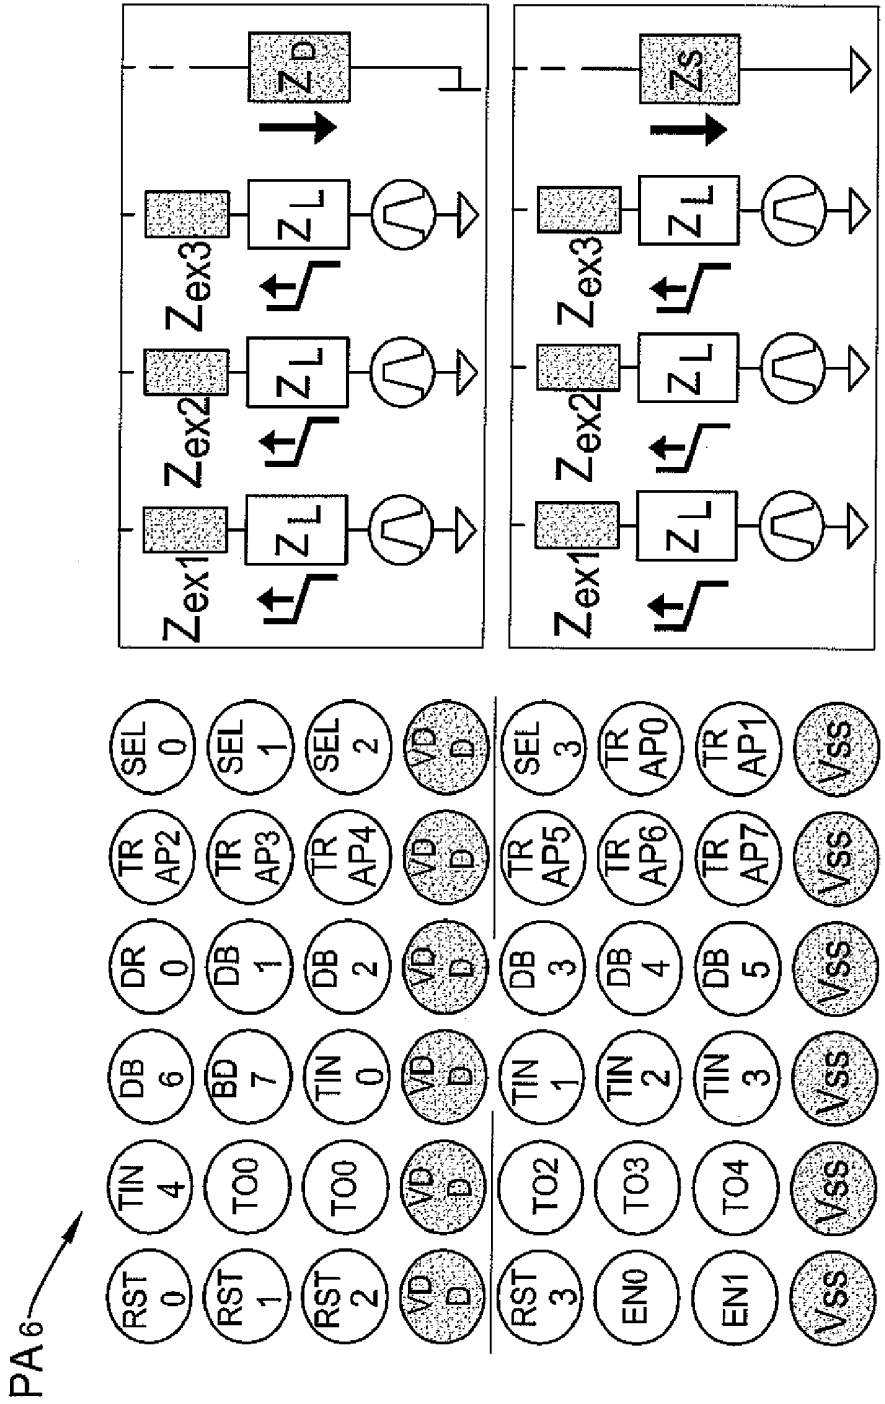 PA6
RST TIN DB DR TR SEL
0 4 6 0 AP2 0
RST TO0 BD DB TR SEL
1 7 1 AP3 1
RST TO0 TIN DB TR SEL
2 0 2 AP4 2
VD VD VD VD VD VD
D D D D D D
RST TO2 TIN DB TR SEL
3 1 3 AP5 3
EN0 TO3 TIN DB TR TR
2 4 AP6 AP0
EN1 TO4 TIN DB TR TR
3 5 AP7 AP1
Vss Vss Vss Vss Vss Vss
Zex1 Zex2 Zex3
ZL ZL ZL ZD
Zex1 Zex2 Zex3
ZL ZL ZL ZS